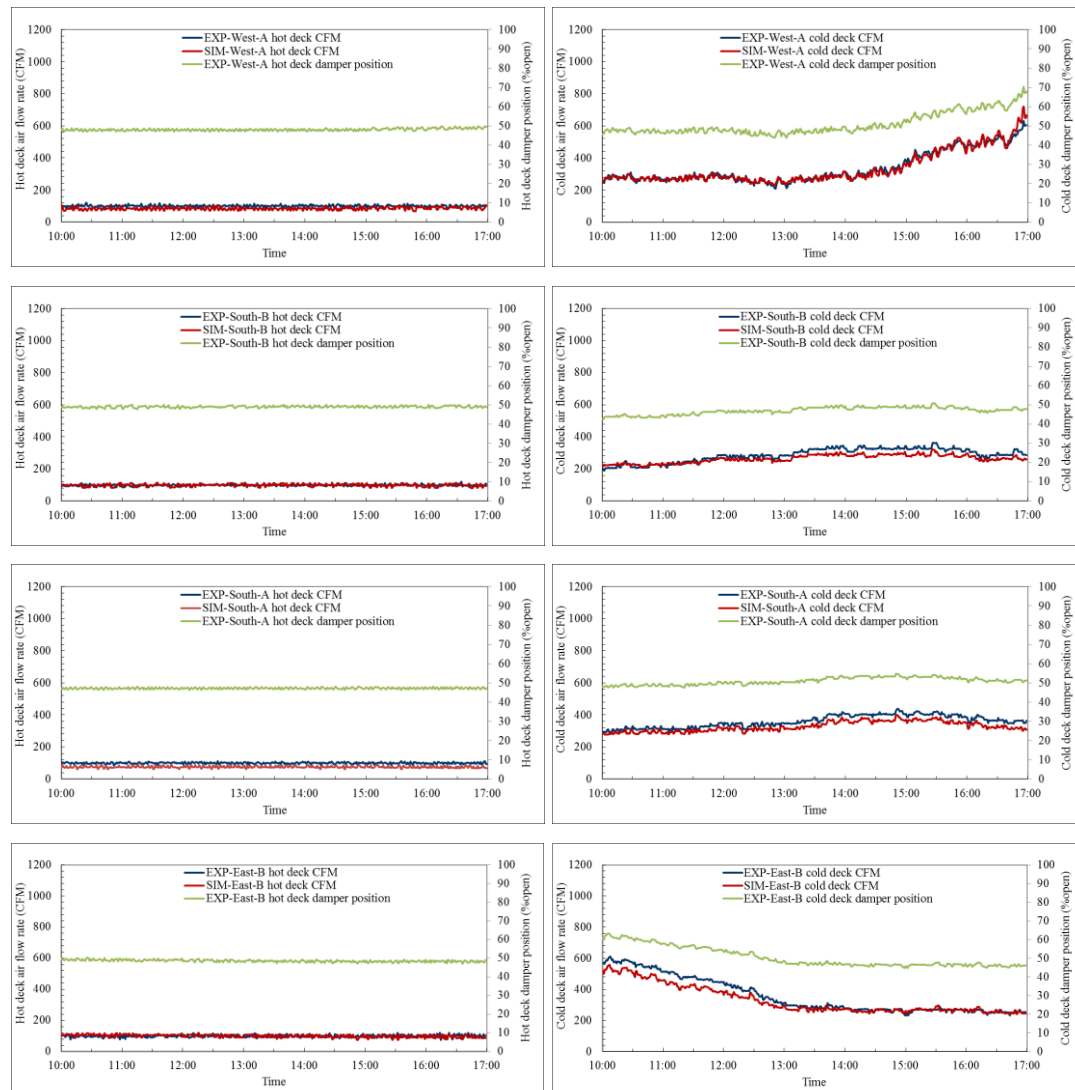 Hot deck air flow rate (CFM)
1200
1000
800
600
400
200
0
EXP-West-A hot deck CFM
SIM-West-A hot deck CFM
EXP-West-A hot deck damper position
100
90
80
70
60
50
40
30
20
10
0
Hot deck damper position (%open)
10:00 11:00 12:00 13:00 14:00 15:00 16:00 17:00
Time
Cold deck air flow rate (CFM)
1200
1000
800
600
400
200
0
EXP-West-A cold deck CFM
SIM-West-A cold deck CFM
EXP-West-A cold deck damper position
100
90
80
70
60
50
40
30
20
10
0
Cold deck damper position (%open)
10:00 11:00 12:00 13:00 14:00 15:00 16:00 17:00
Time
Hot deck air flow rate (CFM)
1200
1000
800
600
400
200
0
EXP-South-B hot deck CFM
SIM-South-B hot deck CFM
EXP-South-B hot deck damper position
100
90
80
70
60
50
40
30
20
10
0
Hot deck damper position (%open)
10:00 11:00 12:00 13:00 14:00 15:00 16:00 17:00
Time
Cold deck air flow rate (CFM)
1200
1000
800
600
400
200
0
EXP-South-B cold deck CFM
SIM-South-B cold deck CFM
EXP-South-B cold deck damper position
100
90
80
70
60
50
40
30
20
10
0
Cold deck damper position (%open)
10:00 11:00 12:00 13:00 14:00 15:00 16:00 17:00
Time
Hot deck air flow rate (CFM)
1200
1000
800
600
400
200
0
EXP-South-A hot deck CFM
SIM-South-A hot deck CFM
EXP-South-A hot deck damper position
100
90
80
70
60
50
40
30
20
10
0
Hot deck damper position (%open)
10:00 11:00 12:00 13:00 14:00 15:00 16:00 17:00
Time
Cold deck air flow rate (CFM)
1200
1000
800
600
400
200
0
EXP-South-A cold deck CFM
SIM-South-A cold deck CFM
EXP-South-A cold deck damper position
100
90
80
70
60
50
40
30
20
10
0
Cold deck damper position (%open)
10:00 11:00 12:00 13:00 14:00 15:00 16:00 17:00
Time
Hot deck air flow rate (CFM)
1200
1000
800
600
400
200
0
EXP-East-B hot deck CFM
SIM-East-B hot deck CFM
EXP-East-B hot deck damper position
100
90
80
70
60
50
40
30
20
10
0
Hot deck damper position (%open)
10:00 11:00 12:00 13:00 14:00 15:00 16:00 17:00
Time
Cold deck air flow rate (CFM)
1200
1000
800
600
400
200
0
EXP-East-B cold deck CFM
SIM-East-B cold deck CFM
EXP-East-B cold deck damper position
100
90
80
70
60
50
40
30
20
10
0
Cold deck damper position (%open)
10:00 11:00 12:00 13:00 14:00 15:00 16:00 17:00
Time